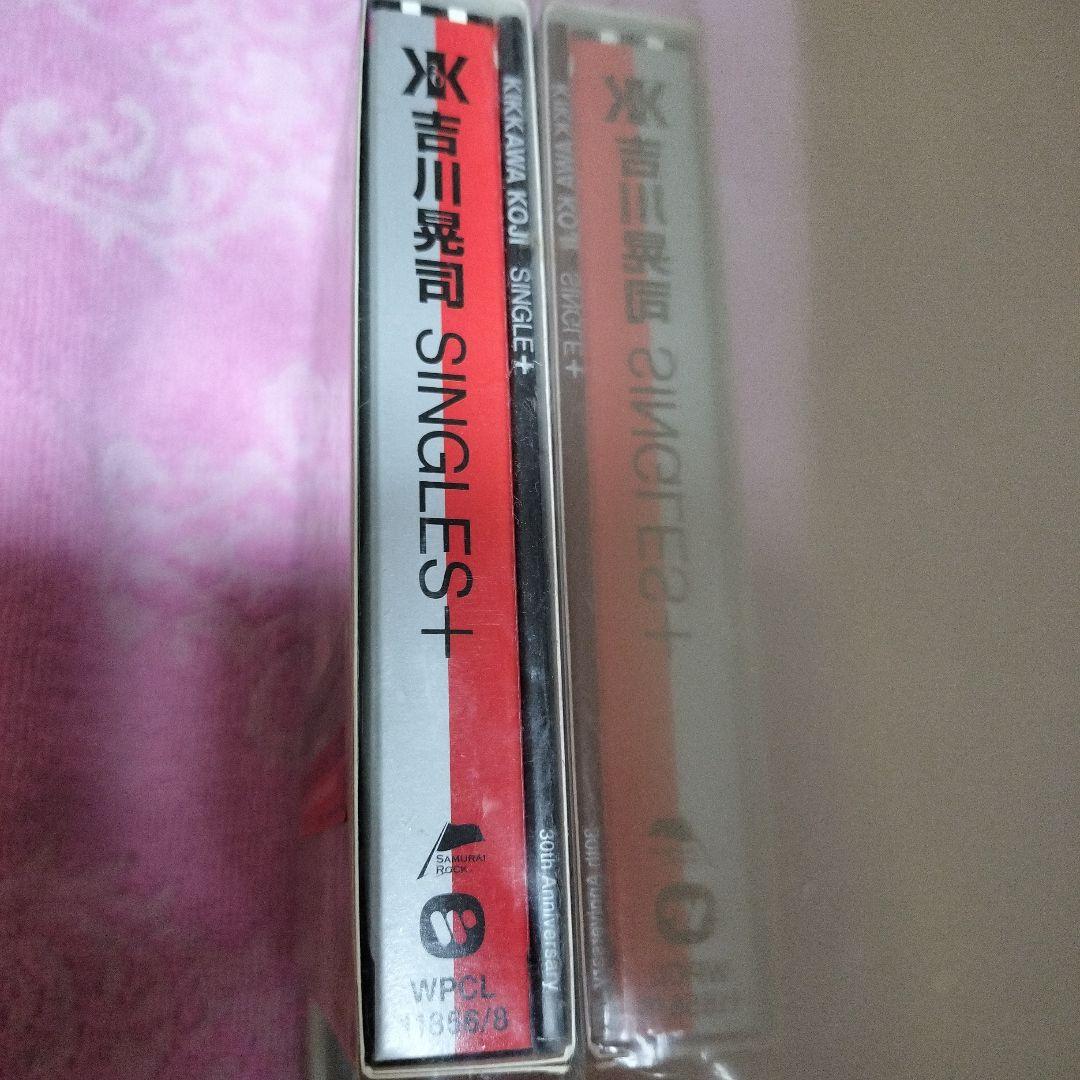 吉川晃司 SINGLES+
SAMURAI
ROCK
WPCL
11856/8
KIKKAWA KOJI SINGLE+
30th Anniversary